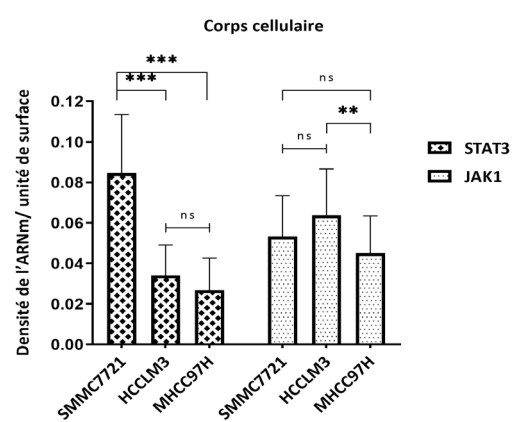 Corps cellulaire
***
***
ns
ns
ns
**
Densité de l'ARNm/ unité de surface
0.12
0.10
0.08
0.06
0.04
0.02
0.00
SMMC7721
HCCLM3
MHCC97H
SMMC7721
HCCLM3
MHCC97H
STAT3
JAK1